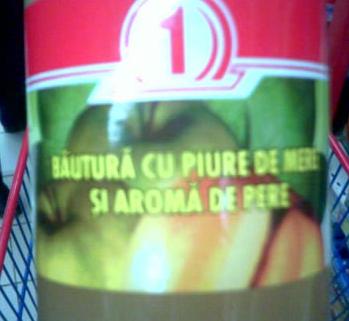 1
BĂUTURĂ CU PIURE DE MERE
ȘI AROMĂ DE PERE